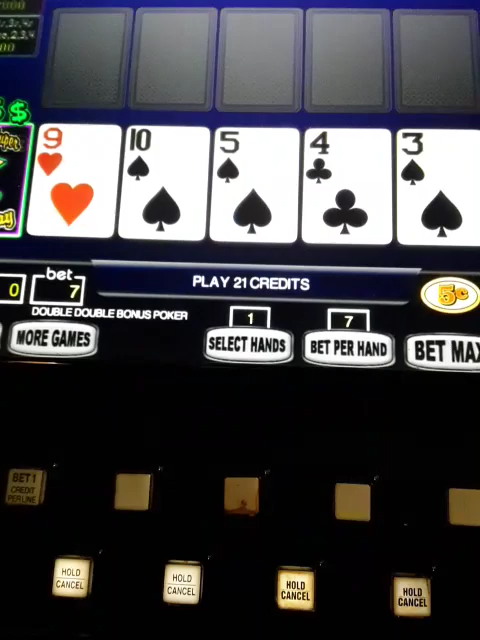 9 10 5 4 3
bet
0 7
PLAY 21 CREDITS
5¢
DOUBLE DOUBLE BONUS POKER
1 7
MORE GAMES
SELECT HANDS
BET PER HAND
BET MAX
BET 1
CREDIT
PER LINE
HOLD
CANCEL
HOLD
CANCEL
HOLD
CANCEL
HOLD
CANCEL